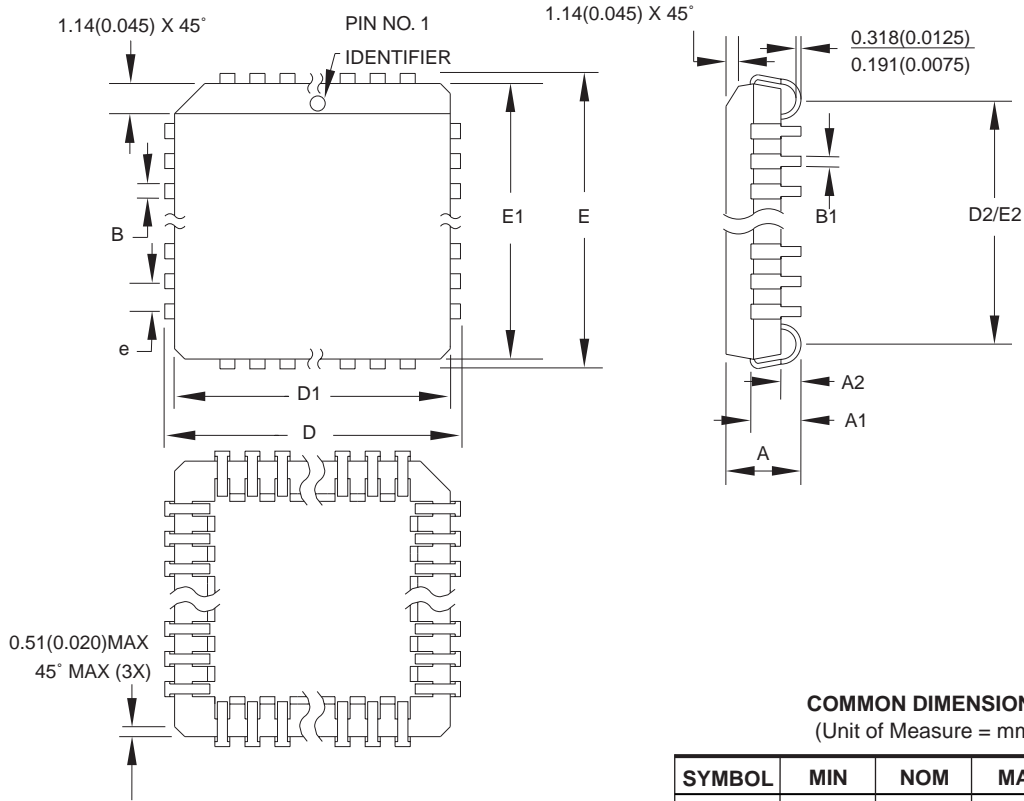 1.14(0.045) X 45˚
PIN NO. 1
IDENTIFIER
1.14(0.045) X 45˚
0.318(0.0125)
0.191(0.0075)
B
e
E1
E
B1
D2/E2
D1
D
A2
A1
A
0.51(0.020)MAX
45˚ MAX (3X)
COMMON DIMENSION
(Unit of Measure = mm
SYMBOL MIN NOM MA